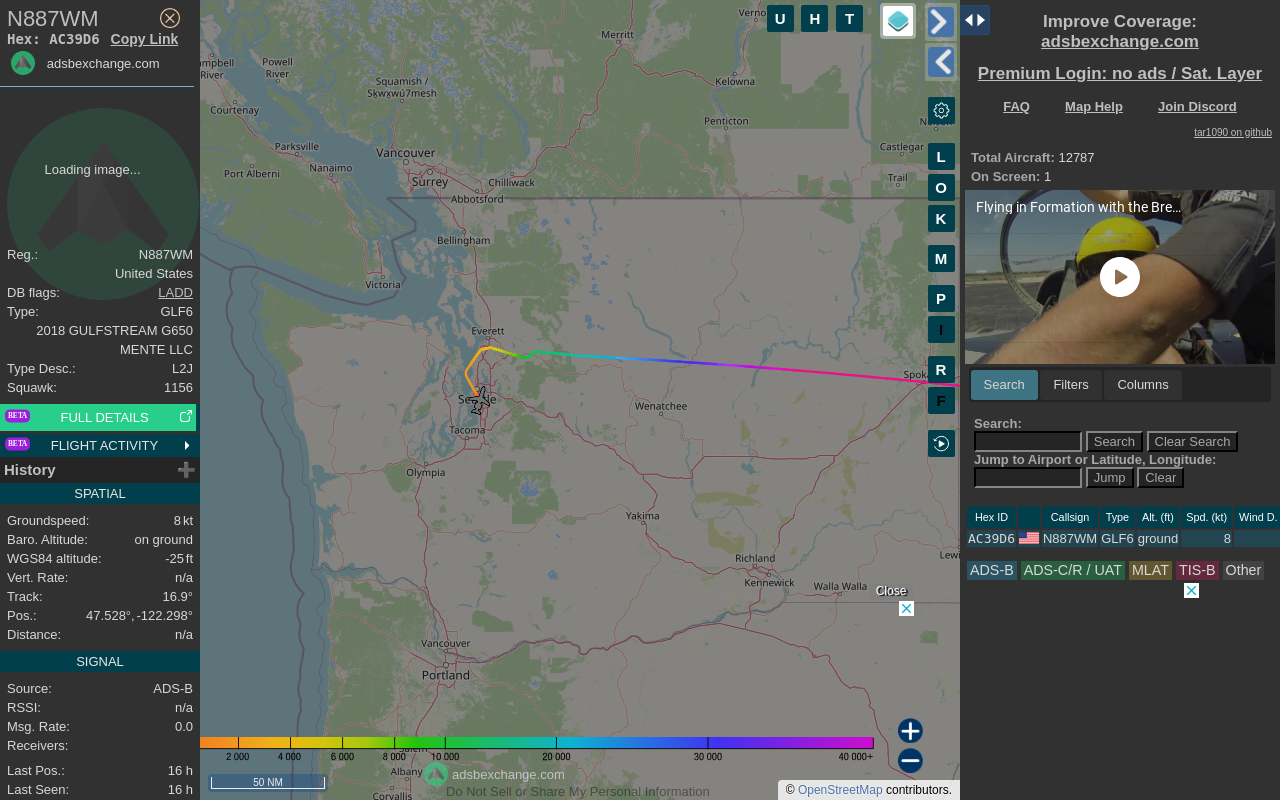 N887WM
Hex: AC39D6 Copy Link
adsbexchange.com
Loading image...
Reg.: N887WM
United States
DB flags: LADD
Type: GLF6
2018 GULFSTREAM G650
MENTE LLC
Type Desc.: L2J
Squawk: 1156
BETA FULL DETAILS
BETA FLIGHT ACTIVITY
History
SPATIAL
Groundspeed: 8 kt
Baro. Altitude: on ground
WGS84 altitude: -25 ft
Vert. Rate: n/a
Track: 16.9°
Pos.: 47.528°, -122.298°
Distance: n/a
SIGNAL
Source: ADS-B
RSSI: n/a
Msg. Rate: 0.0
Receivers:
Last Pos.: 16 h
Last Seen: 16 h
U H T
L
O
K
M
P
I
R
F
Merritt
Powell
River
River
Squamish /
Sḵwx̱wú7mesh
Kelowna
Courtenay
Penticton
Parksville
Vancouver
Castlegar
Nanaimo
Port Alberni
Surrey
Chilliwack
Trail
Abbotsford
Bellingham
Victoria
Everett
Wenatchee
Tacoma
Olympia
Yakima
Richland
Kennewick
Walla Walla
Vancouver
Portland
Albany
Corvallis
Close
2 000 4 000 6 000 8 000 10 000 20 000 30 000 40 000+
50 NM
adsbexchange.com
Do Not Sell or Share My Personal Information
© OpenStreetMap contributors.
Improve Coverage:
adsbexchange.com
Premium Login: no ads / Sat. Layer
FAQ Map Help Join Discord
tar1090 on github
Total Aircraft: 12787
On Screen: 1
Flying in Formation with the Bre...
Search Filters Columns
Search:
Search Clear Search
Jump to Airport or Latitude, Longitude:
Jump Clear
Hex ID Callsign Type Alt. (ft) Spd. (kt) Wind D.
AC39D6 N887WM GLF6 ground 8
ADS-B ADS-C/R / UAT MLAT TIS-B Other